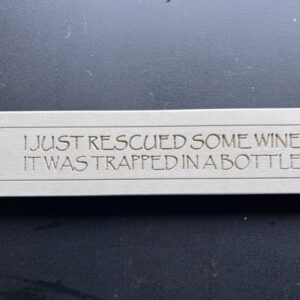 I JUST RESCUED SOME WINE
IT WAS TRAPPED IN A BOTTLE